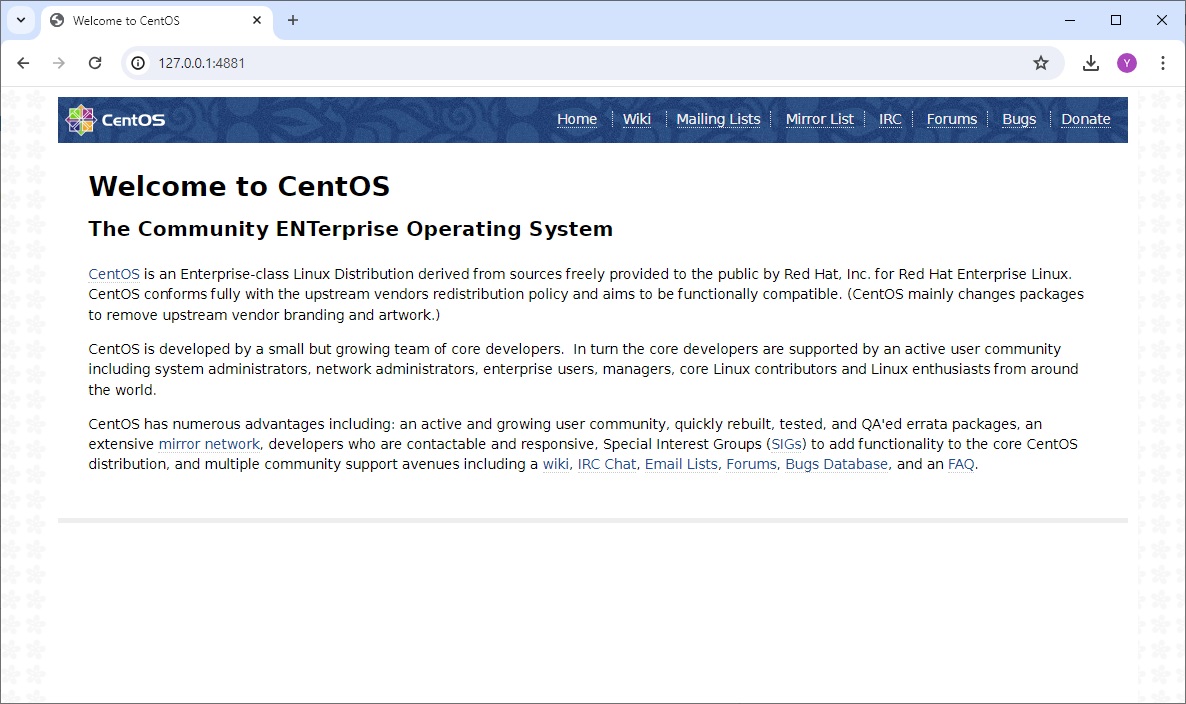 Welcome to CentOS
127.0.0.1:4881
Y
CentOS
Home Wiki Mailing Lists Mirror List IRC Forums Bugs Donate
Welcome to CentOS
The Community ENTerprise Operating System
CentOS is an Enterprise-class Linux Distribution derived from sources freely provided to the public by Red Hat, Inc. for Red Hat Enterprise Linux.
CentOS conforms fully with the upstream vendors redistribution policy and aims to be functionally compatible. (CentOS mainly changes packages
to remove upstream vendor branding and artwork.)
CentOS is developed by a small but growing team of core developers.  In turn the core developers are supported by an active user community
including system administrators, network administrators, enterprise users, managers, core Linux contributors and Linux enthusiasts from around
the world.
CentOS has numerous advantages including: an active and growing user community, quickly rebuilt, tested, and QA'ed errata packages, an
extensive mirror network, developers who are contactable and responsive, Special Interest Groups (SIGs) to add functionality to the core CentOS
distribution, and multiple community support avenues including a wiki, IRC Chat, Email Lists, Forums, Bugs Database, and an FAQ.